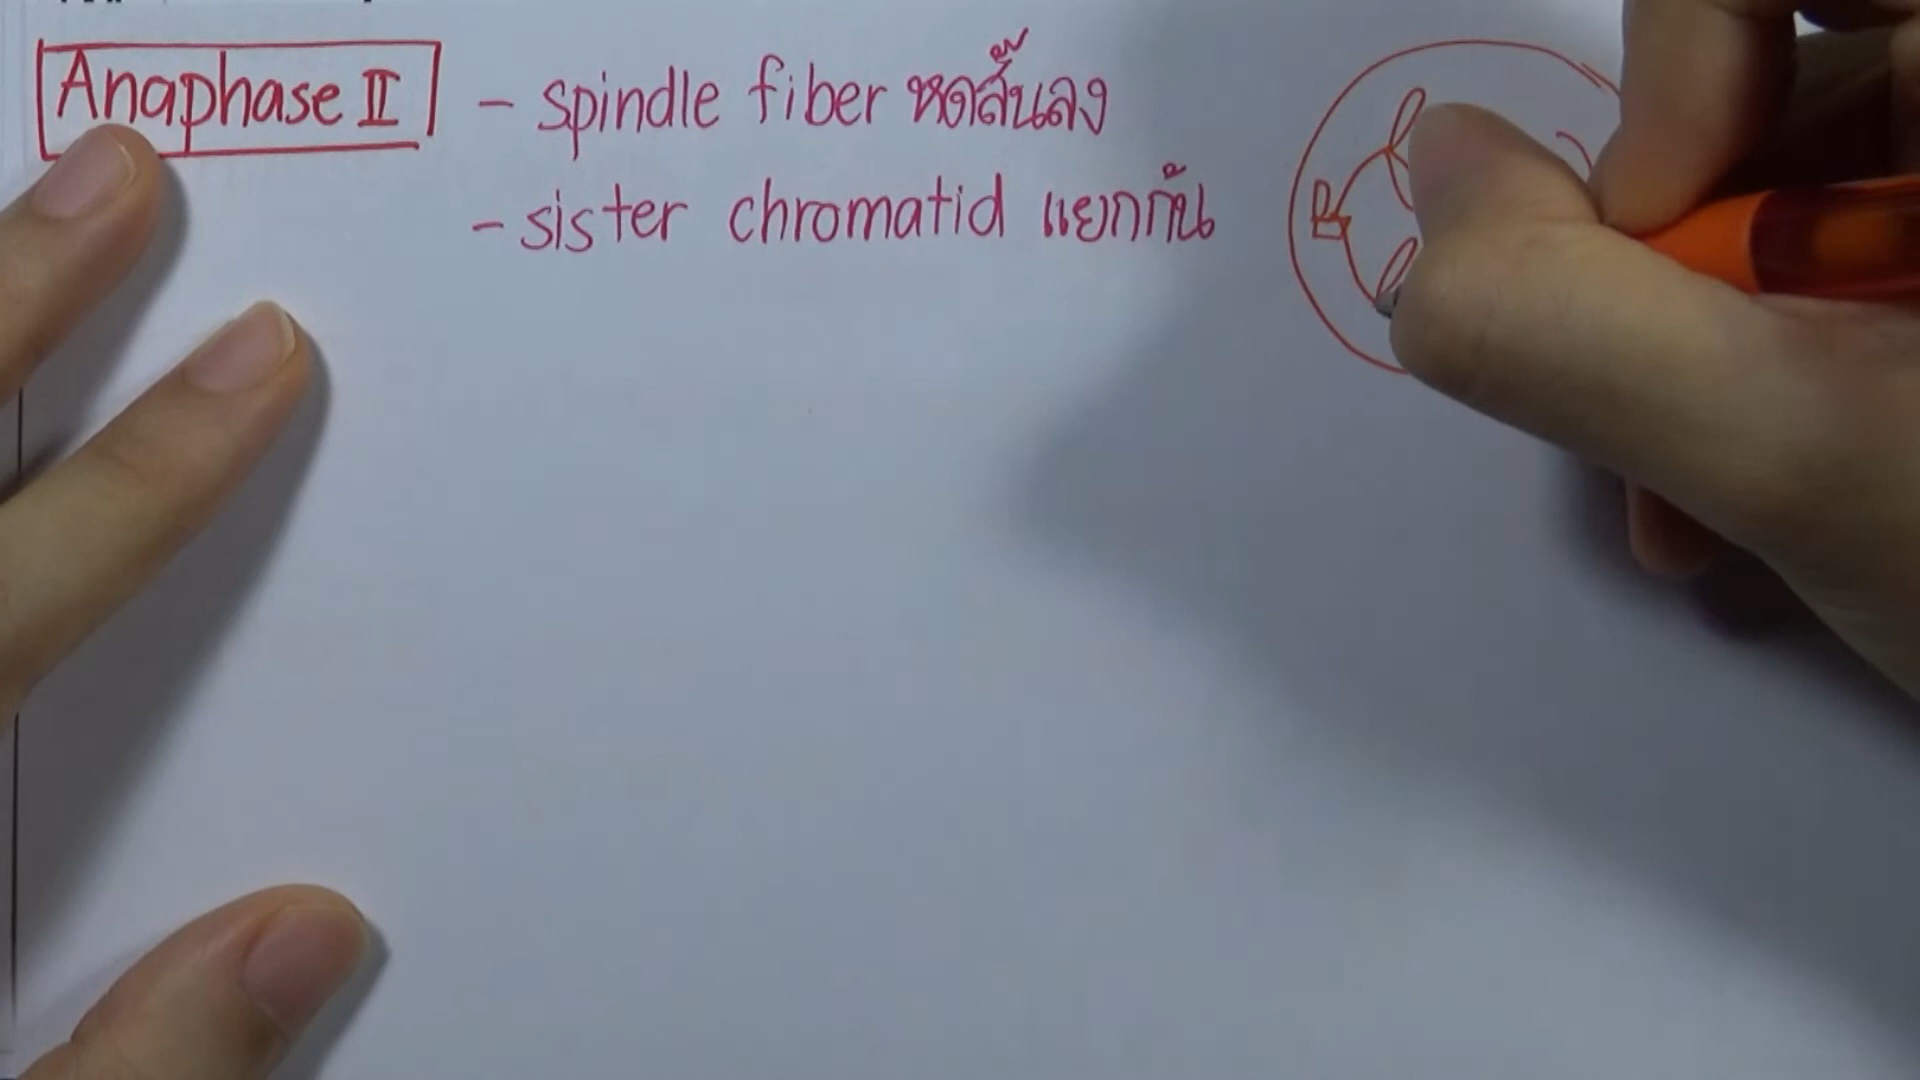 Anaphase II - spindle fiber หดสั้นลง
- sister chromatid แยกกัน